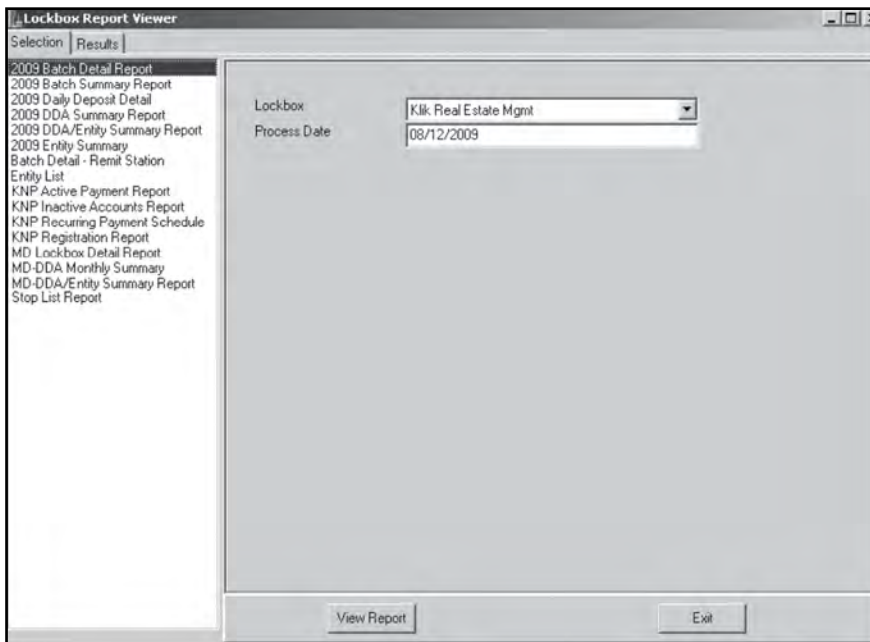 Lockbox Report Viewer
Selection Results
2009 Batch Detail Report
2009 Batch Summary Report
2009 Daily Deposit Detail
2009 DDA Summary Report
2009 DDA/Entity Summary Report
2009 Entity Summary
Batch Detail - Remit Station
Entity List
KNP Active Payment Report
KNP Inactive Accounts Report
KNP Recurring Payment Schedule
KNP Registration Report
MD Lockbox Detail Report
MD-DDA Monthly Summary
MD-DDA/Entity Summary Report
Stop List Report
Lockbox Klik Real Estate Mgmt
Process Date 08/12/2009
View Report Exit